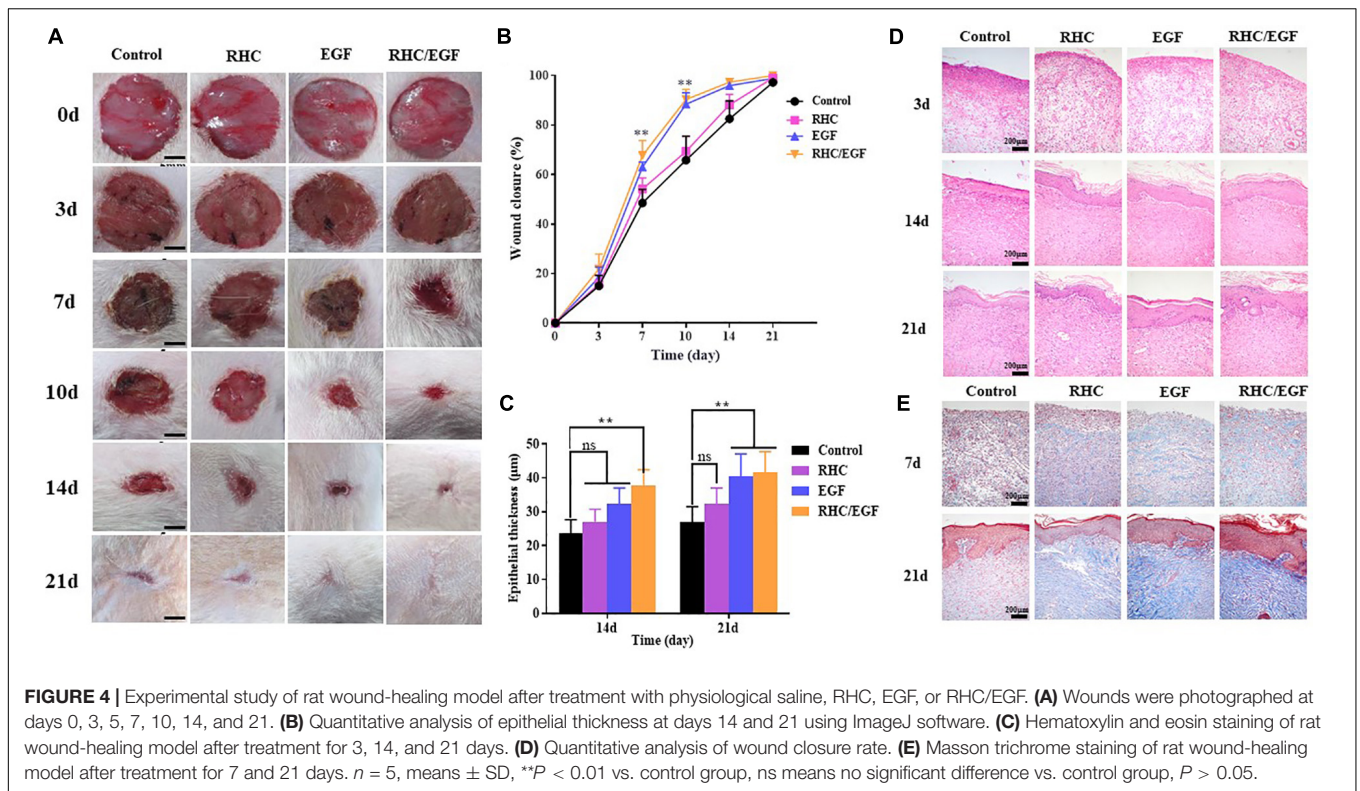 A
Control RHC EGF RHC/EGF
0d
3d
7d
10d
14d
21d
B
Wound closure (%)
100
80
60
40
20
0
0 3 7 10 14 21
Time (day)
** **
Control
RHC
EGF
RHC/EGF
C
Epithelial thickness (μm)
50
40
30
20
10
0
ns ** ns **
14d 21d
Time (day)
Control
RHC
EGF
RHC/EGF
D
Control RHC EGF RHC/EGF
3d
200μm
14d
200μm
21d
200μm
E
Control RHC EGF RHC/EGF
7d
200μm
21d
200μm
FIGURE 4 | Experimental study of rat wound-healing model after treatment with physiological saline, RHC, EGF, or RHC/EGF. (A) Wounds were photographed at
days 0, 3, 5, 7, 10, 14, and 21. (B) Quantitative analysis of epithelial thickness at days 14 and 21 using ImageJ software. (C) Hematoxylin and eosin staining of rat
wound-healing model after treatment for 3, 14, and 21 days. (D) Quantitative analysis of wound closure rate. (E) Masson trichrome staining of rat wound-healing
model after treatment for 7 and 21 days. n = 5, means ± SD, **P < 0.01 vs. control group, ns means no significant difference vs. control group, P > 0.05.